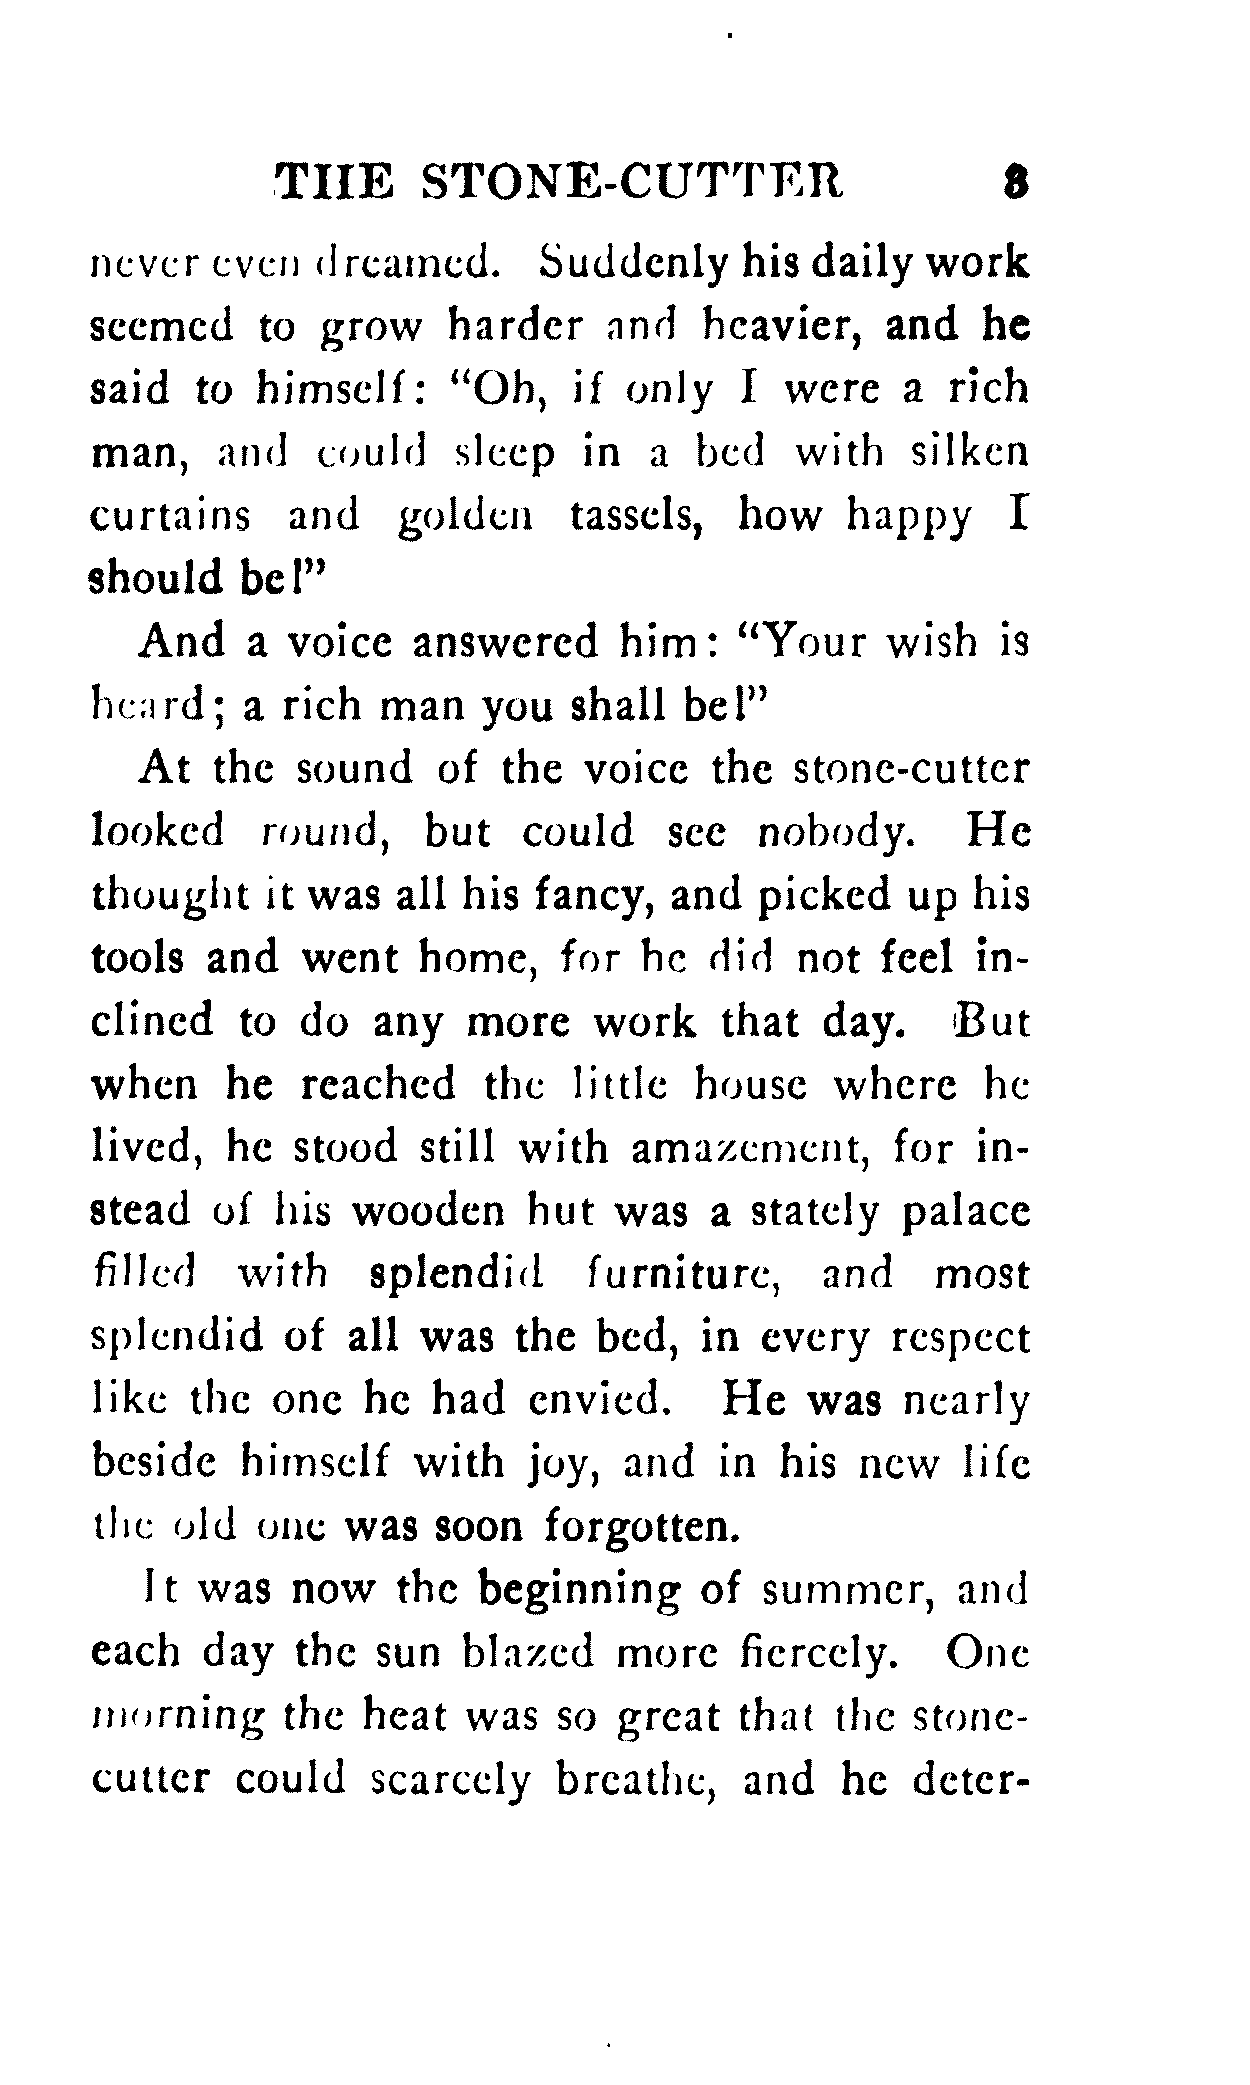 THE STONE-CUTTER 3
never even dreamed. Suddenly his daily work
seemed to grow harder and heavier, and he
said to himself: "Oh, if only I were a rich
man, and could sleep in a bed with silken
curtains and golden tassels, how happy I
should be!"
And a voice answered him: "Your wish is
heard; a rich man you shall be!"
At the sound of the voice the stone-cutter
looked round, but could see nobody. He
thought it was all his fancy, and picked up his
tools and went home, for he did not feel in-
clined to do any more work that day. But
when he reached the little house where he
lived, he stood still with amazement, for in-
stead of his wooden hut was a stately palace
filled with splendid furniture, and most
splendid of all was the bed, in every respect
like the one he had envied. He was nearly
beside himself with joy, and in his new life
the old one was soon forgotten.
It was now the beginning of summer, and
each day the sun blazed more fiercely. One
morning the heat was so great that the stone-
cutter could scarcely breathe, and he deter-